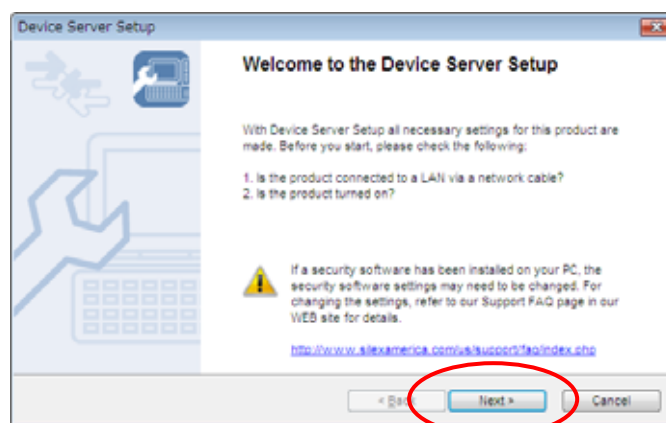 Device Server Setup
Welcome to the Device Server Setup
With Device Server Setup all necessary settings for this product are
made. Before you start, please check the following:
1. Is the product connected to a LAN via a network cable?
2. Is the product turned on?
If a security software has been installed on your PC, the
security software settings may need to be changed. For
changing the settings, refer to our Support FAQ page in our
WEB site for details.
http://www.silexamerica.com/us/support/faq/index.php
< Back
Next >
Cancel